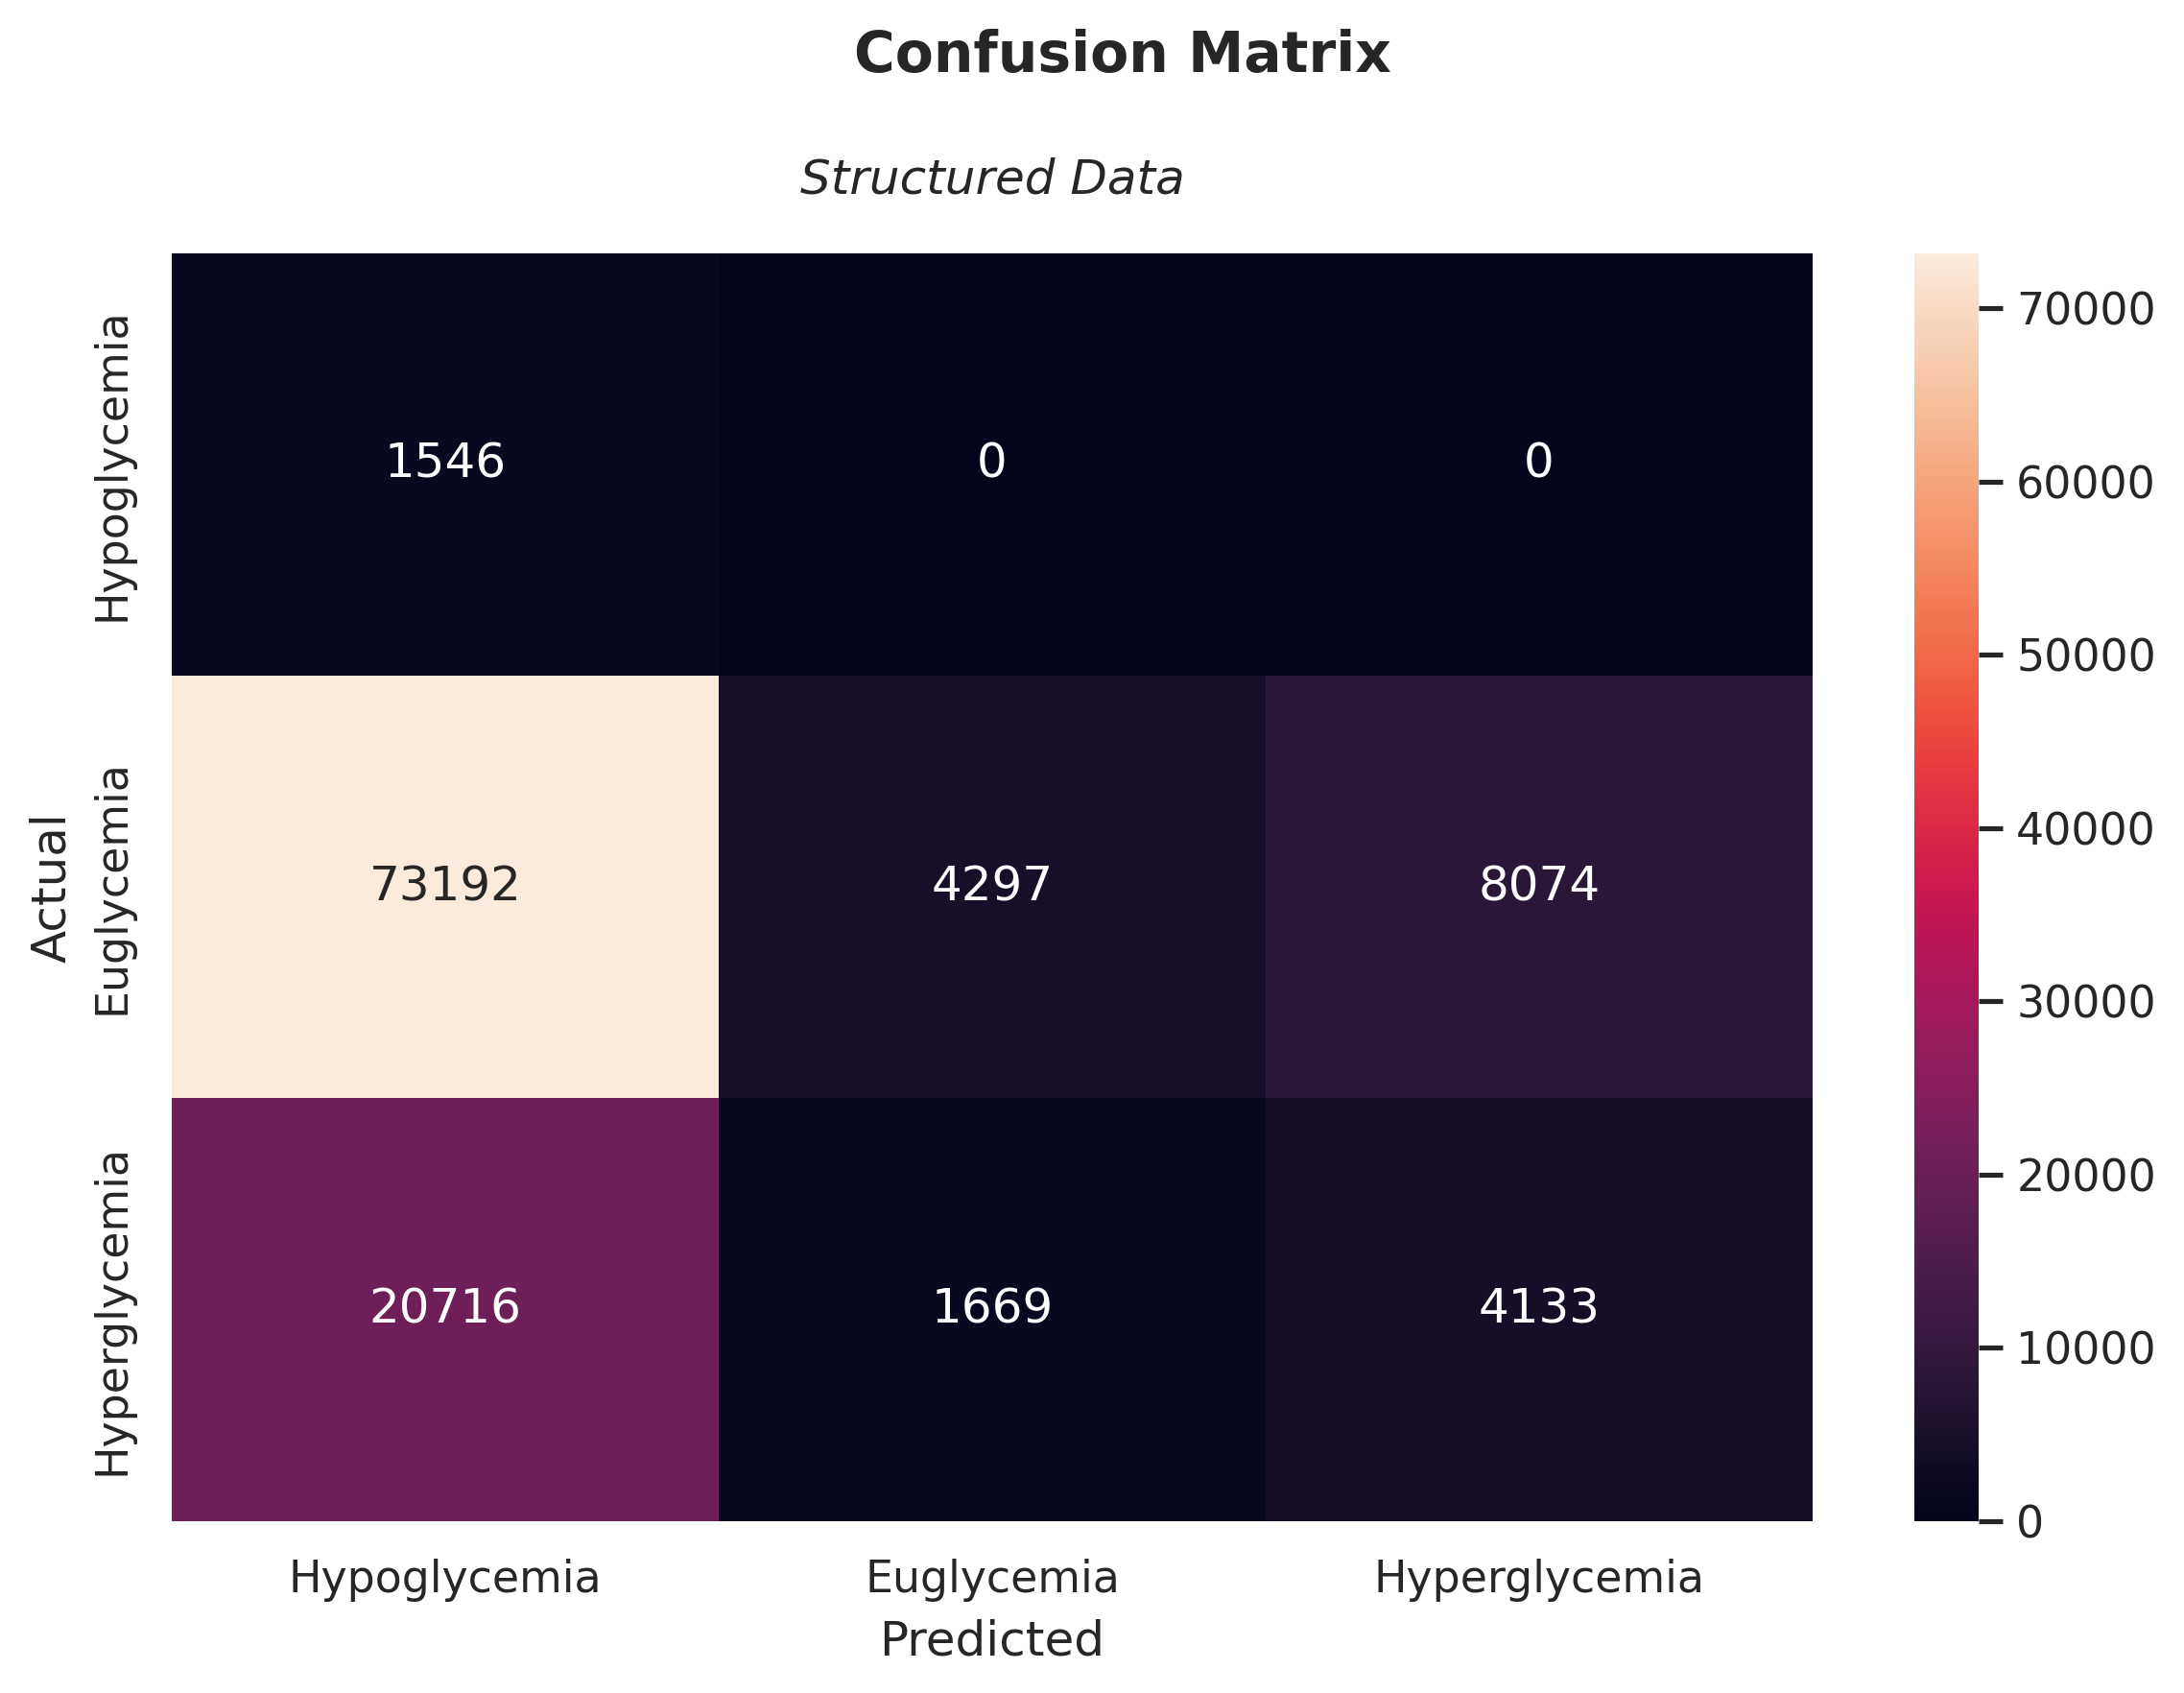 Confusion Matrix
Structured Data
Actual
Hypoglycemia
Euglycemia
Hyperglycemia
1546 0 0
73192 4297 8074
20716 1669 4133
Hypoglycemia Euglycemia Hyperglycemia
Predicted
70000
60000
50000
40000
30000
20000
10000
0